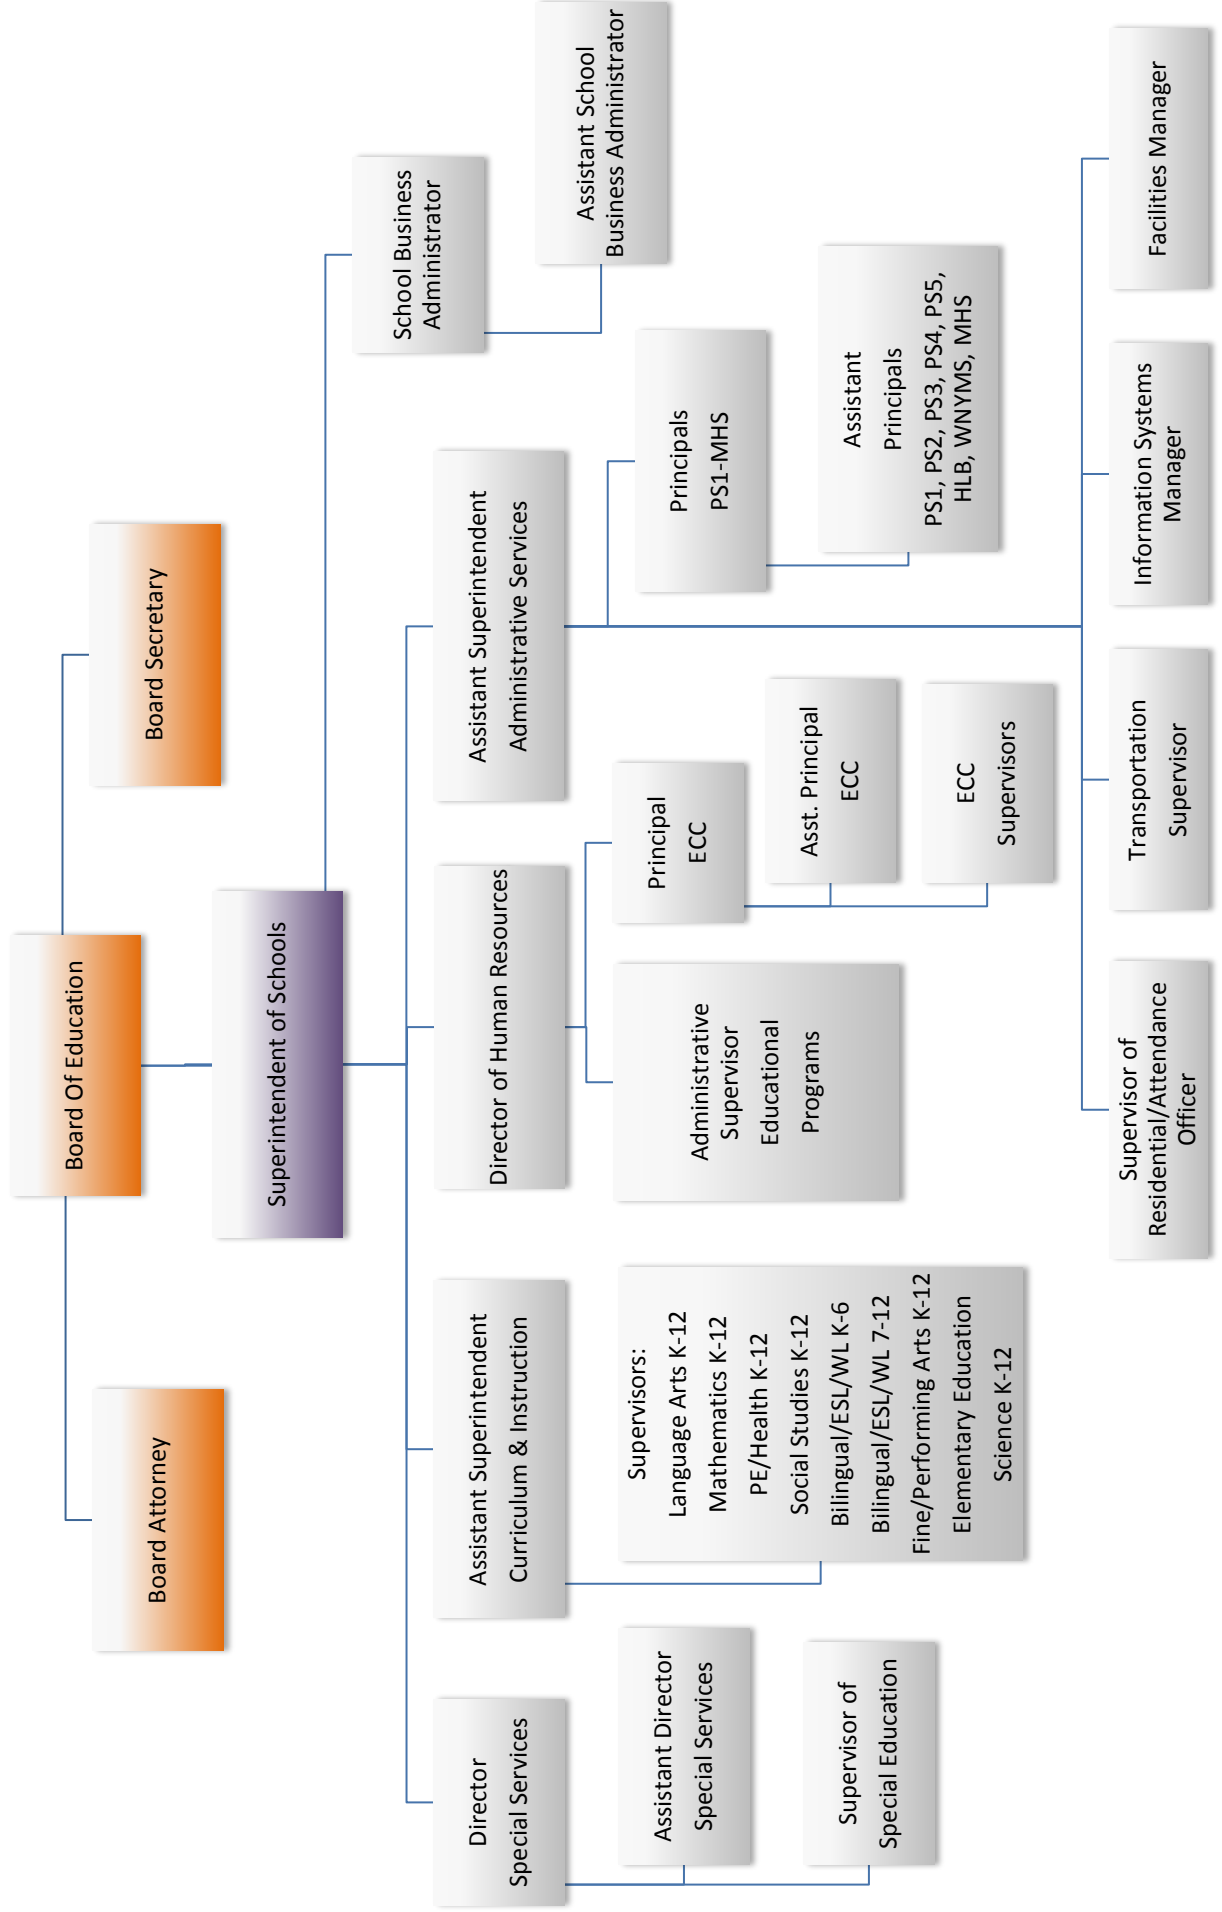 Board Of Education
Board Attorney
Board Secretary
Superintendent of Schools
Director
Special Services
Assistant Director
Special Services
Supervisor of
Special Education
Assistant Superintendent
Curriculum & Instruction
Supervisors:
Language Arts K-12
Mathematics K-12
PE/Health K-12
Social Studies K-12
Bilingual/ESL/WL K-6
Bilingual/ESL/WL 7-12
Fine/Performing Arts K-12
Elementary Education
Science K-12
Director of Human Resources
Administrative
Supervisor
Educational
Programs
Principal
ECC
Asst. Principal
ECC
ECC
Supervisors
Assistant Superintendent
Administrative Services
Principals
PS1-MHS
Assistant
Principals
PS1, PS2, PS3, PS4, PS5,
HLB, WNYMS, MHS
Supervisor of
Residential/Attendance
Officer
Transportation
Supervisor
Information Systems
Manager
Facilities Manager
School Business
Administrator
Assistant School
Business Administrator